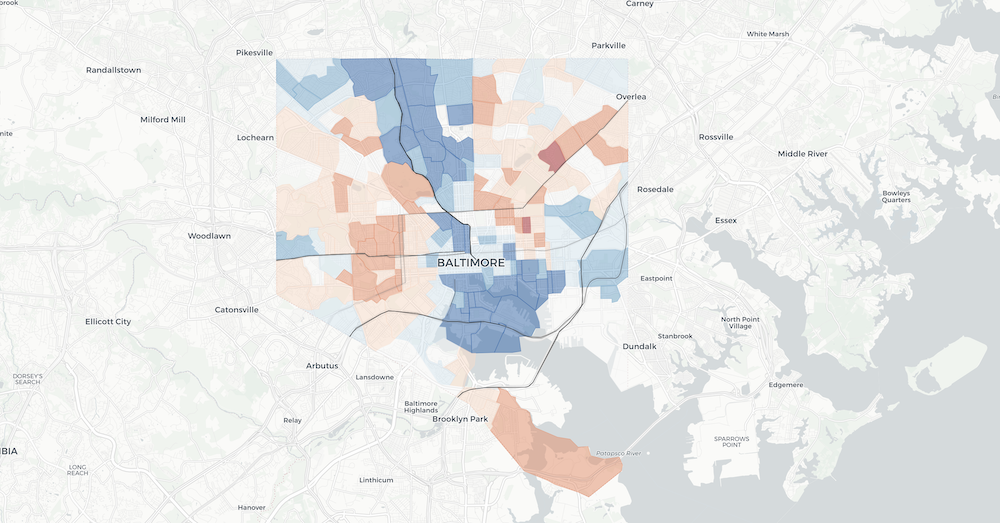 brook
Carney
White Marsh
Parkville
Pikesville
Randallstown
Overlea
Milford Mill
nite
Lochearn
Rossville
Middle River
Rosedale
Bowleys
Quarters
Essex
Woodlawn
BALTIMORE
Eastpoint
Catonsville
Ellicott City
North Point
Village
Stanbrook
Dundalk
Arbutus
Lansdowne
DORSEY'S
SEARCH
Edgemere
Baltimore
Highlands
Brooklyn Park
Relay
SPARROWS
POINT
BIA
Patapsco River
LONG
REACH
Linthicum
Hanover